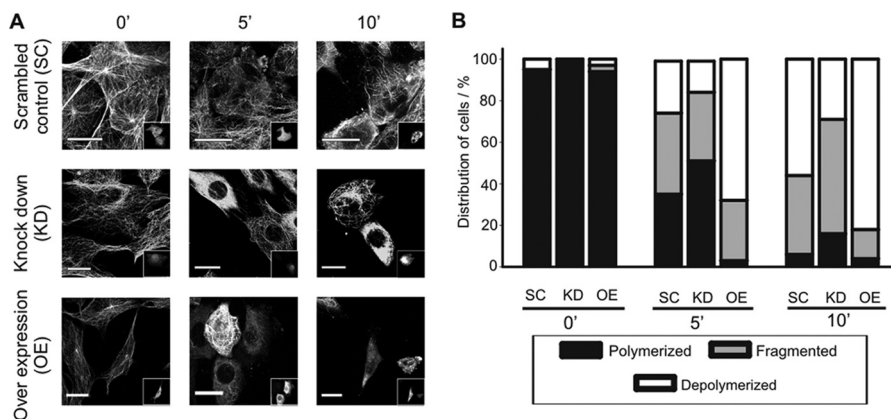 A
0’ 5’ 10’
Scrambled
control (SC)
Knock down
(KD)
Over expression
(OE)
B
Distribution of cells / %
100
80
60
40
20
0
SC KD OE SC KD OE SC KD OE
0’ 5’ 10’
Polymerized Fragmented
Depolymerized